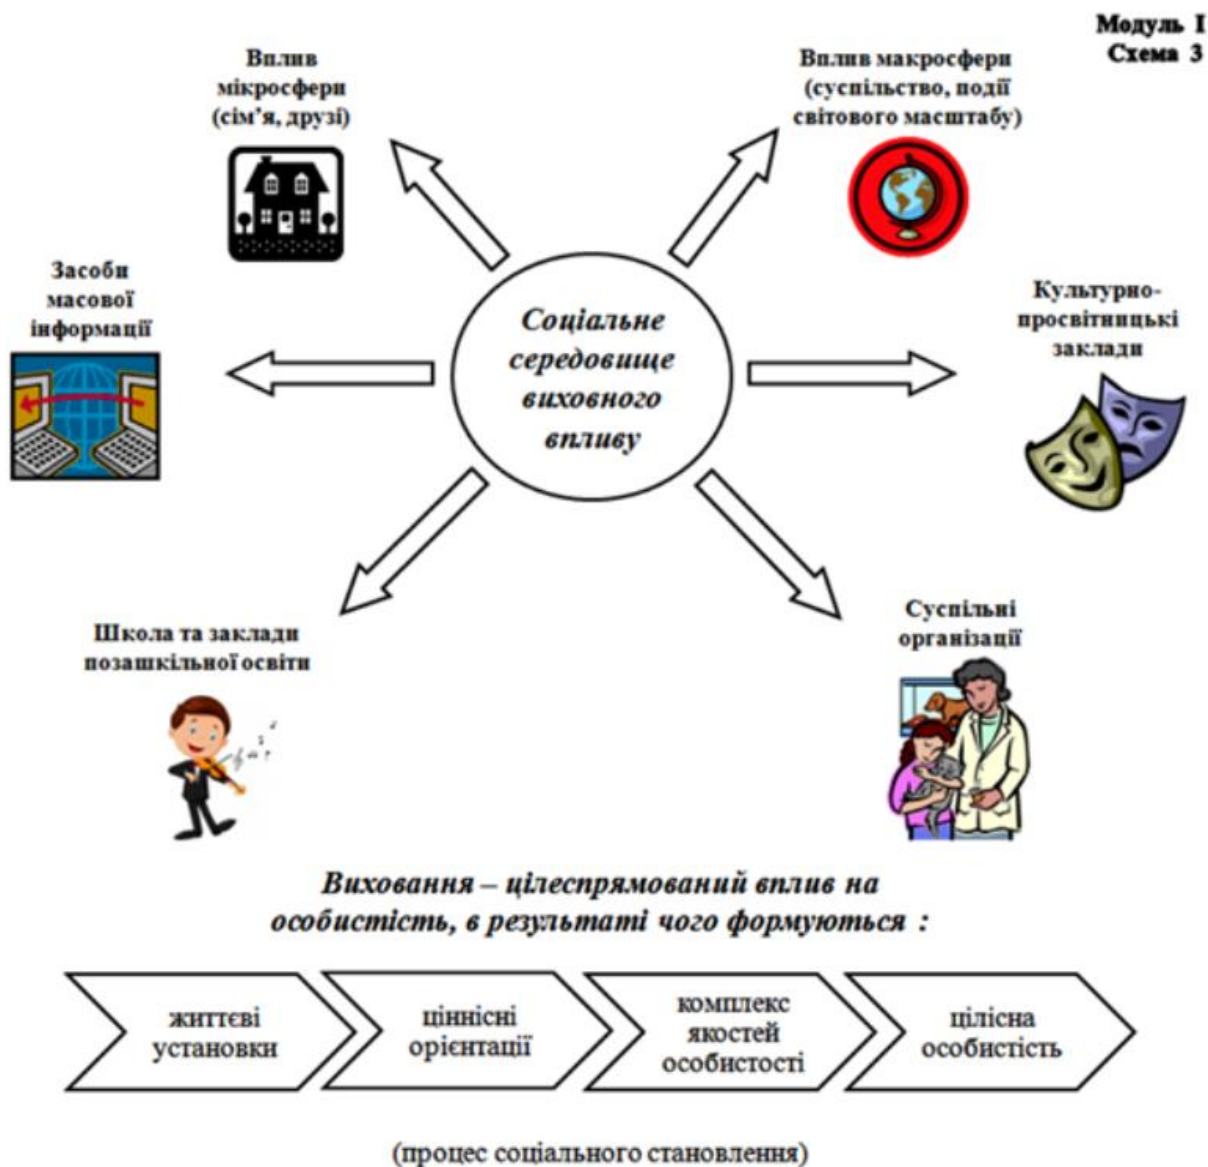 Модуль І
Схема 3
Вплив
мікросфери
(сім’я, друзі)
Вплив макросфери
(суспільство, події
світового масштабу)
Засоби
масової
інформації
Соціальне
середовище
виховного
впливу
Культурно-
просвітницькі
заклади
Школа та заклади
позашкільної освіти
Суспільні
організації
Виховання – цілеспрямований вплив на
особистість, в результаті чого формуються :
життєві
установки
ціннісні
орієнтації
комплекс
якостей
особистості
цілісна
особистість
(процес соціального становлення)